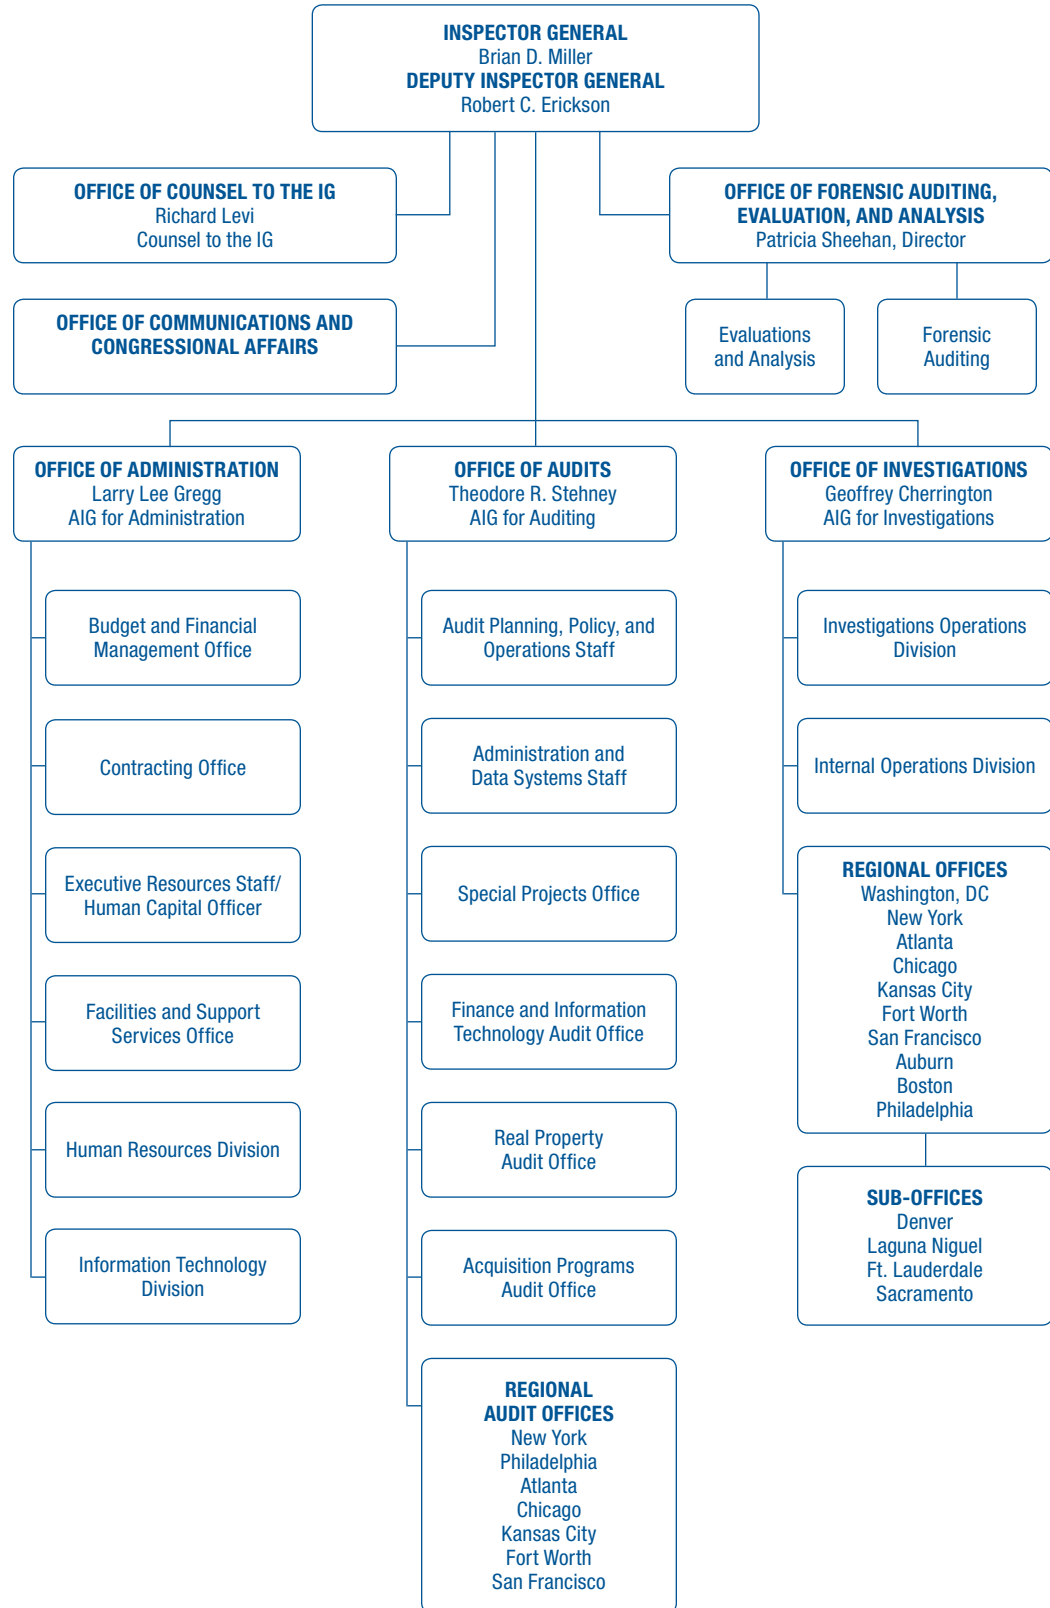 INSPECTOR GENERAL
Brian D. Miller
DEPUTY INSPECTOR GENERAL
Robert C. Erickson
OFFICE OF COUNSEL TO THE IG
Richard Levi
Counsel to the IG
OFFICE OF FORENSIC AUDITING,
EVALUATION, AND ANALYSIS
Patricia Sheehan, Director
OFFICE OF COMMUNICATIONS AND
CONGRESSIONAL AFFAIRS
Evaluations
and Analysis
Forensic
Auditing
OFFICE OF ADMINISTRATION
Larry Lee Gregg
AIG for Administration
Budget and Financial
Management Office
Contracting Office
Executive Resources Staff/
Human Capital Officer
Facilities and Support
Services Office
Human Resources Division
Information Technology
Division
OFFICE OF AUDITS
Theodore R. Stehney
AIG for Auditing
Audit Planning, Policy, and
Operations Staff
Administration and
Data Systems Staff
Special Projects Office
Finance and Information
Technology Audit Office
Real Property
Audit Office
Acquisition Programs
Audit Office
REGIONAL
AUDIT OFFICES
New York
Philadelphia
Atlanta
Chicago
Kansas City
Fort Worth
San Francisco
OFFICE OF INVESTIGATIONS
Geoffrey Cherrington
AIG for Investigations
Investigations Operations
Division
Internal Operations Division
REGIONAL OFFICES
Washington, DC
New York
Atlanta
Chicago
Kansas City
Fort Worth
San Francisco
Auburn
Boston
Philadelphia
SUB-OFFICES
Denver
Laguna Niguel
Ft. Lauderdale
Sacramento